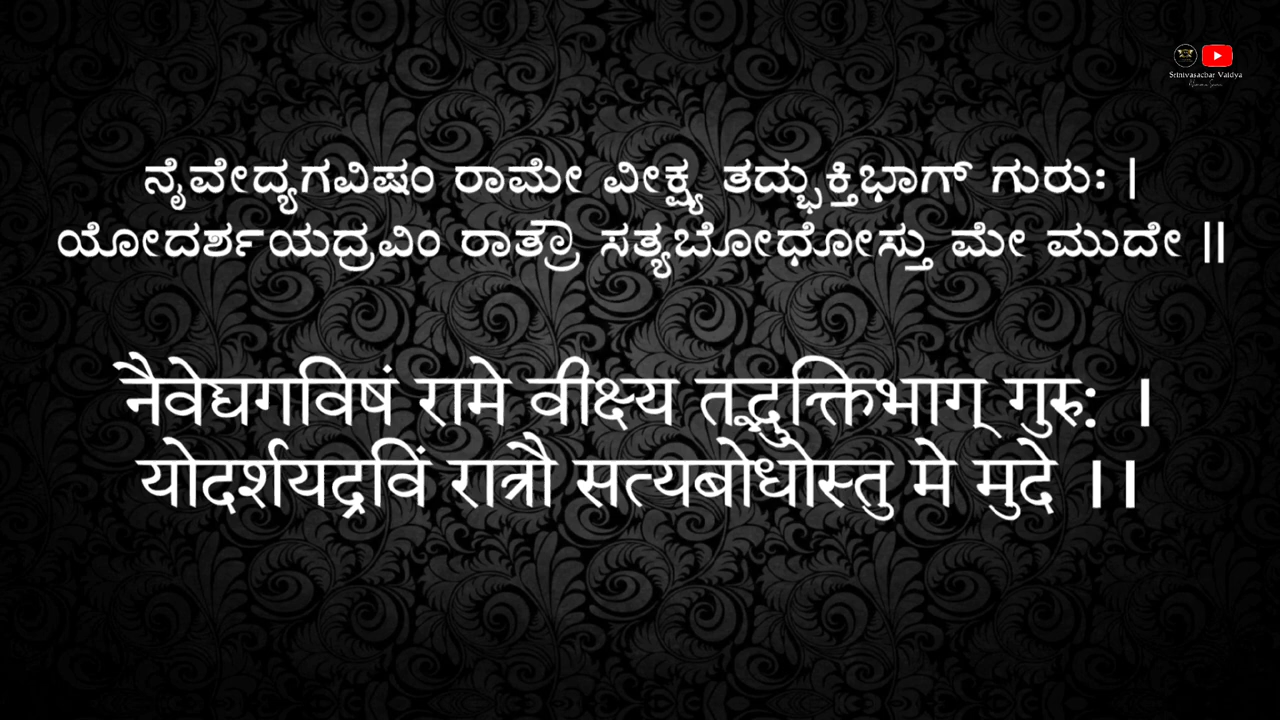 Srinivasachar Vaidya
ನೈವೇದ್ಯಗವಿಷಂ ರಾಮೇ ವೀಕ್ಷ್ಯ ತದ್ಭುಕ್ತಿಭಾಗ್ ಗುರುಃ |
ಯೋದರ್ಶಯದ್ರವಿಂ ರಾತ್ರೌ ಸತ್ಯಬೋಧೋಸ್ತು ಮೇ ಮುದೇ ||
नैवेद्यगविषं रामे वीक्ष्य तद्भुक्तिभाग् गुरुः ।
योदर्शयद्रविं रात्रौ सत्यबोधोस्तु मे मुदे ।।